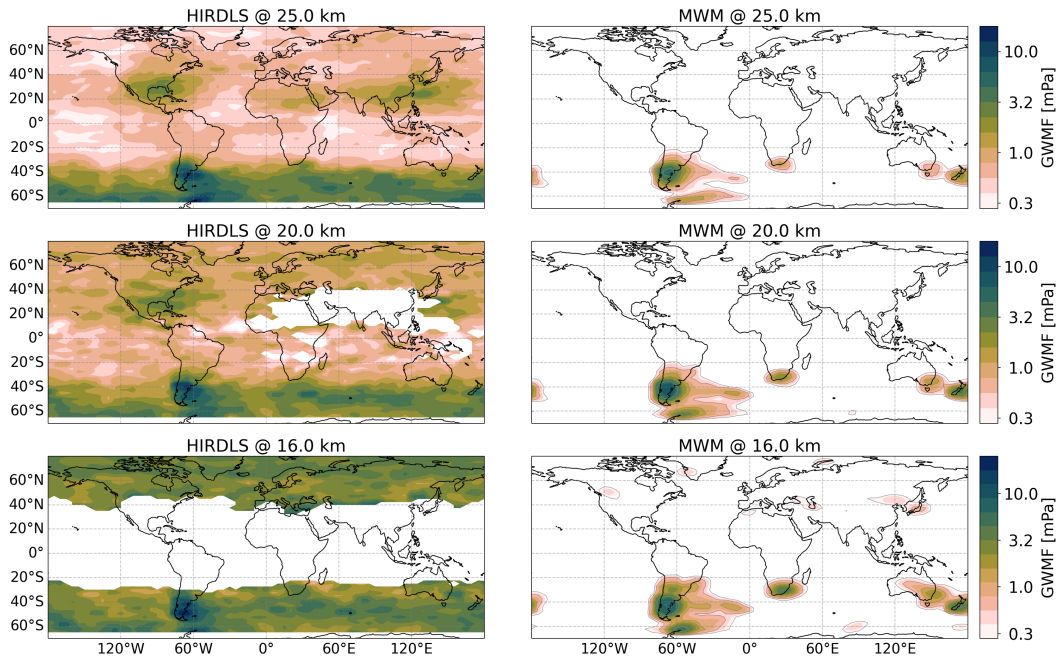 HIRDLS @ 25.0 km
MWM @ 25.0 km
60°N
40°N
20°N
0°
20°S
40°S
60°S
10.0
3.2
1.0
0.3
GWMF [mPa]
HIRDLS @ 20.0 km
MWM @ 20.0 km
60°N
40°N
20°N
0°
20°S
40°S
60°S
10.0
3.2
1.0
0.3
GWMF [mPa]
HIRDLS @ 16.0 km
MWM @ 16.0 km
60°N
40°N
20°N
0°
20°S
40°S
60°S
10.0
3.2
1.0
0.3
GWMF [mPa]
120°W 60°W 0° 60°E 120°E
120°W 60°W 0° 60°E 120°E